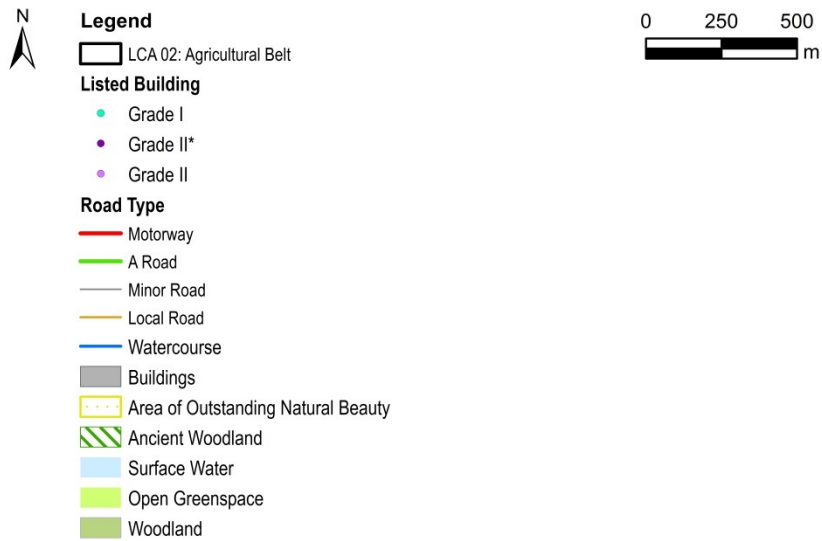 N
Legend
LCA 02: Agricultural Belt
Listed Building
Grade I
Grade II*
Grade II
Road Type
Motorway
A Road
Minor Road
Local Road
Watercourse
Buildings
Area of Outstanding Natural Beauty
Ancient Woodland
Surface Water
Open Greenspace
Woodland
0 250 500
m